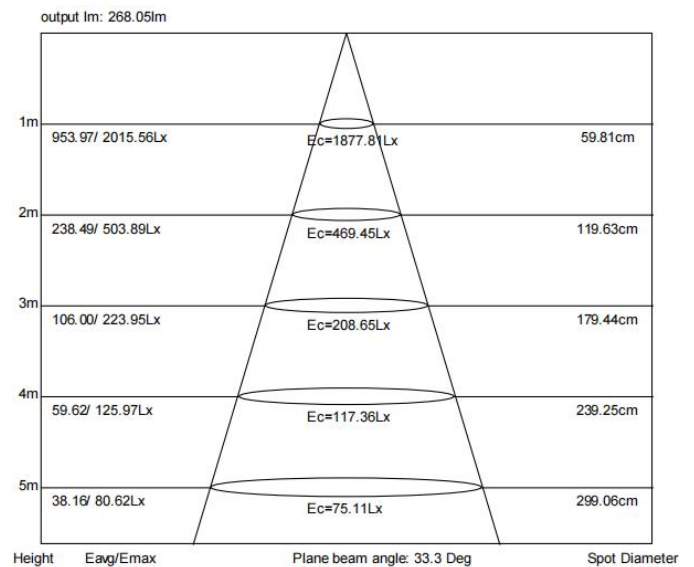 output lm: 268.05lm
1m
953.97/ 2015.56Lx
Ec=1877.81Lx
59.81cm
2m
238.49/ 503.89Lx
Ec=469.45Lx
119.63cm
3m
106.00/ 223.95Lx
Ec=208.65Lx
179.44cm
4m
59.62/ 125.97Lx
Ec=117.36Lx
239.25cm
5m
38.16/ 80.62Lx
Ec=75.11Lx
299.06cm
Height Eavg/Emax Plane beam angle: 33.3 Deg Spot Diameter